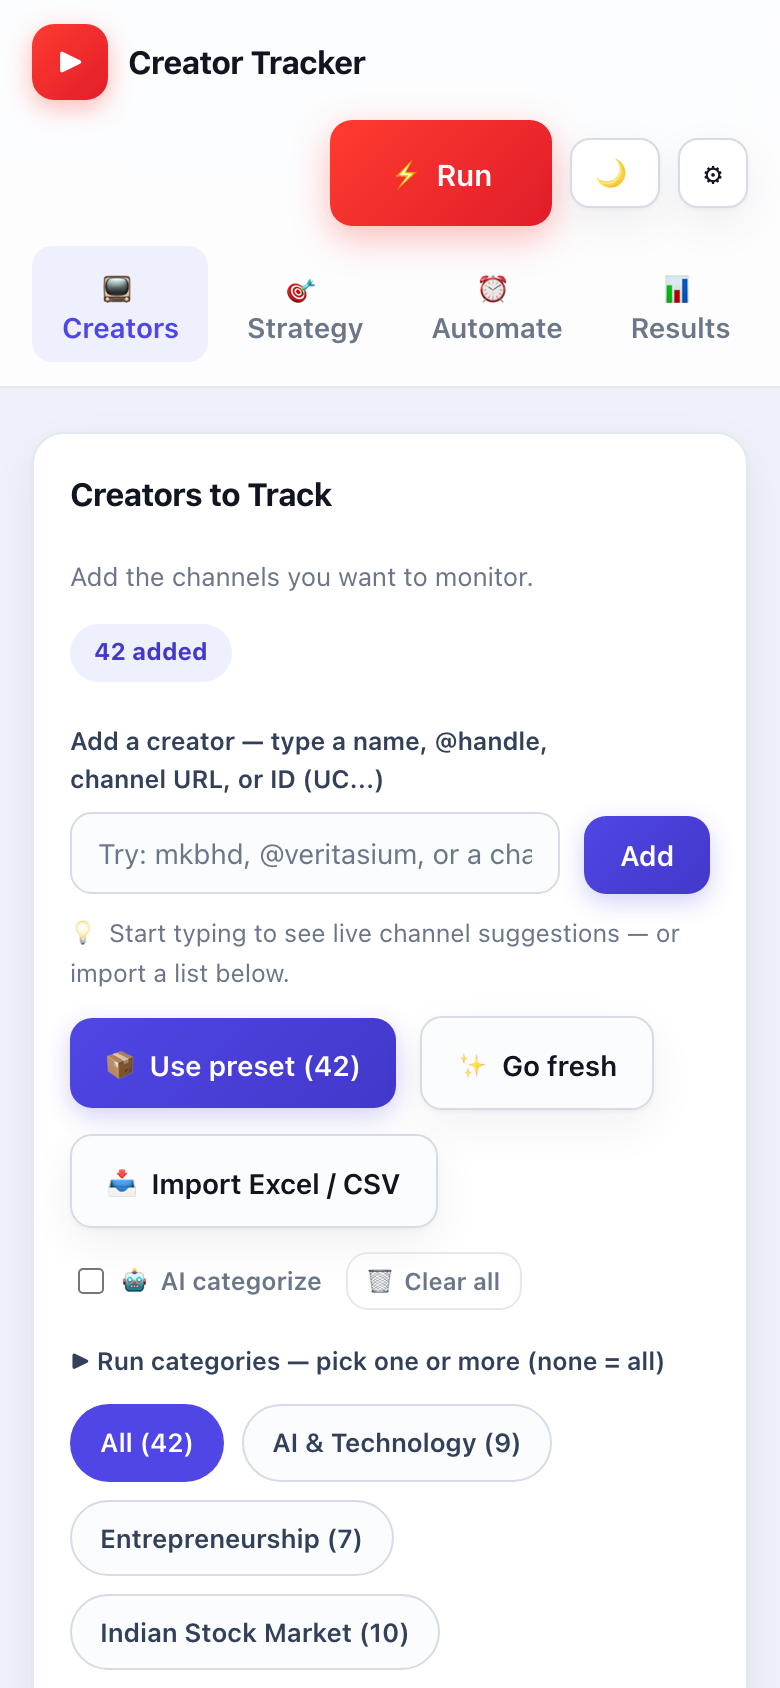 Creator Tracker
⚡ Run 🌙 ⚙
📺 Creators
🎯 Strategy
⏰ Automate
📊 Results
Creators to Track
Add the channels you want to monitor.
42 added
Add a creator — type a name, @handle,
channel URL, or ID (UC…)
Try: mkbhd, @veritasium, or a cha
Add
💡 Start typing to see live channel suggestions — or
import a list below.
📦 Use preset (42)
✨ Go fresh
📥 Import Excel / CSV
🤖 AI categorize
🗑️ Clear all
▶ Run categories — pick one or more (none = all)
All (42)
AI & Technology (9)
Entrepreneurship (7)
Indian Stock Market (10)